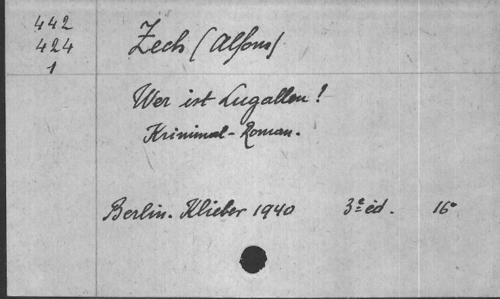 442
424
1
Zech (Alfons)
Wer ist Lugallen!
Kriminal-Roman.
Berlin. Klieber 1940 3e éd. 16°